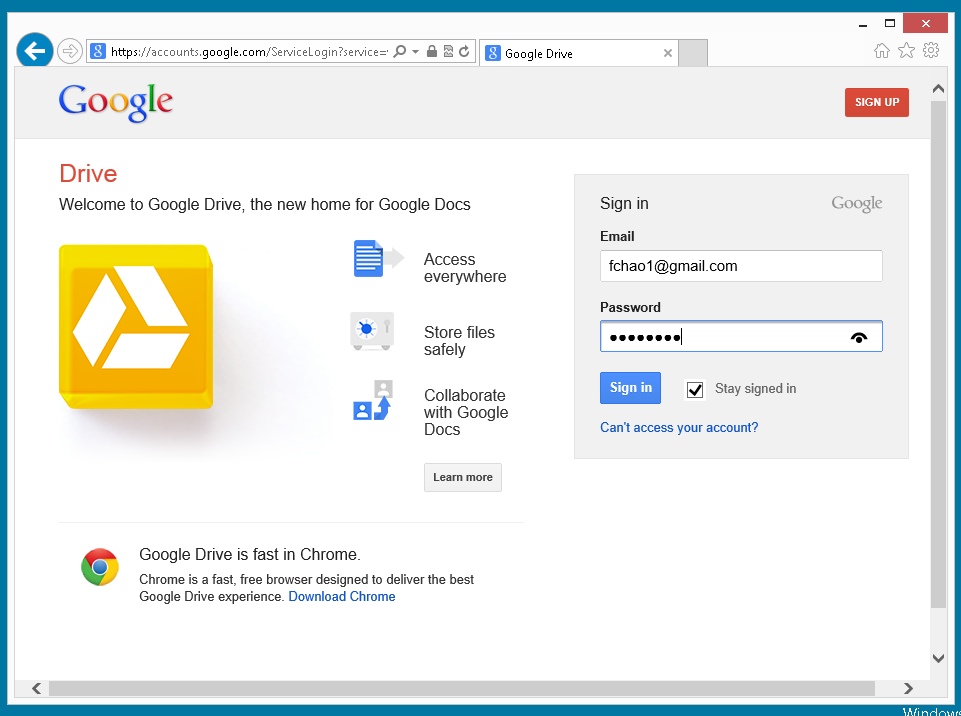 https://accounts.google.com/ServiceLogin?service=
Google Drive
Google
SIGN UP
Drive
Welcome to Google Drive, the new home for Google Docs
Access
everywhere
Store files
safely
Collaborate
with Google
Docs
Learn more
Google Drive is fast in Chrome.
Chrome is a fast, free browser designed to deliver the best
Google Drive experience. Download Chrome
Sign in
Google
Email
fchao1@gmail.com
Password
••••••••
Sign in
Stay signed in
Can't access your account?
Windows